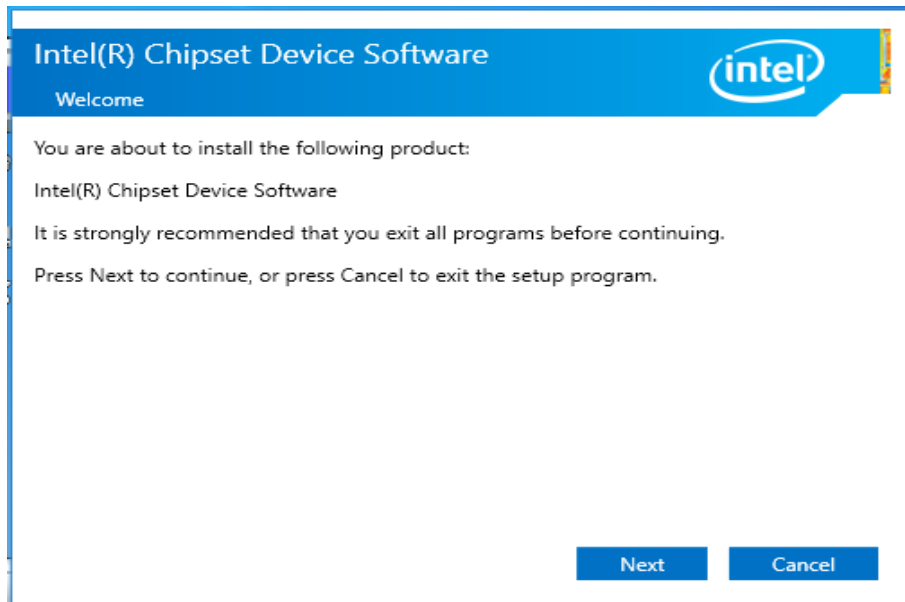 Intel(R) Chipset Device Software
intel
Welcome
You are about to install the following product:
Intel(R) Chipset Device Software
It is strongly recommended that you exit all programs before continuing.
Press Next to continue, or press Cancel to exit the setup program.
Next
Cancel